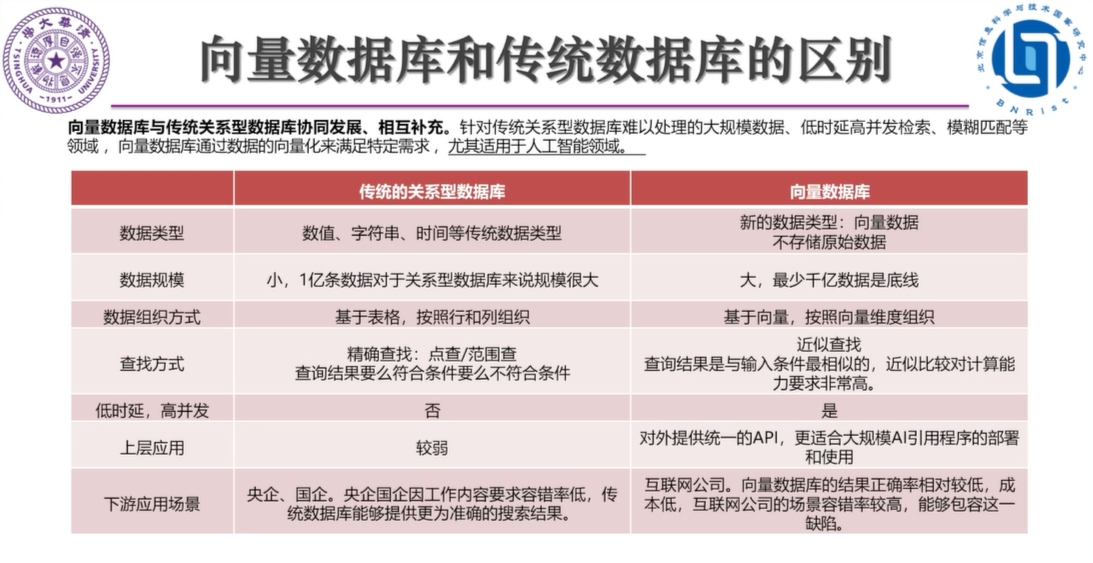 清華大學
TSINGHUA UNIVERSITY
-1911-
向量数据库和传统数据库的区别
北京信息科学与技术国家研究中心
BNRist
向量数据库与传统关系型数据库协同发展、相互补充。针对传统关系型数据库难以处理的大规模数据、低时延高并发检索、模糊匹配等
领域，向量数据库通过数据的向量化来满足特定需求，尤其适用于人工智能领域。
传统的关系型数据库
向量数据库
数据类型
数值、字符串、时间等传统数据类型
新的数据类型：向量数据
不存储原始数据
数据规模
小，1亿条数据对于关系型数据库来说规模很大
大，最少千亿数据是底线
数据组织方式
基于表格，按照行和列组织
基于向量，按照向量维度组织
查找方式
精确查找：点查/范围查
查询结果要么符合条件要么不符合条件
近似查找
查询结果是与输入条件最相似的，近似比较对计算能
力要求非常高。
低时延，高并发
否
是
上层应用
较弱
对外提供统一的API，更适合大规模AI引用程序的部署
和使用
下游应用场景
央企、国企。央企国企因工作内容要求容错率低，传
统数据库能够提供更为准确的搜索结果。
互联网公司。向量数据库的结果正确率相对较低，成
本低，互联网公司的场景容错率较高，能够包容这一
缺陷。